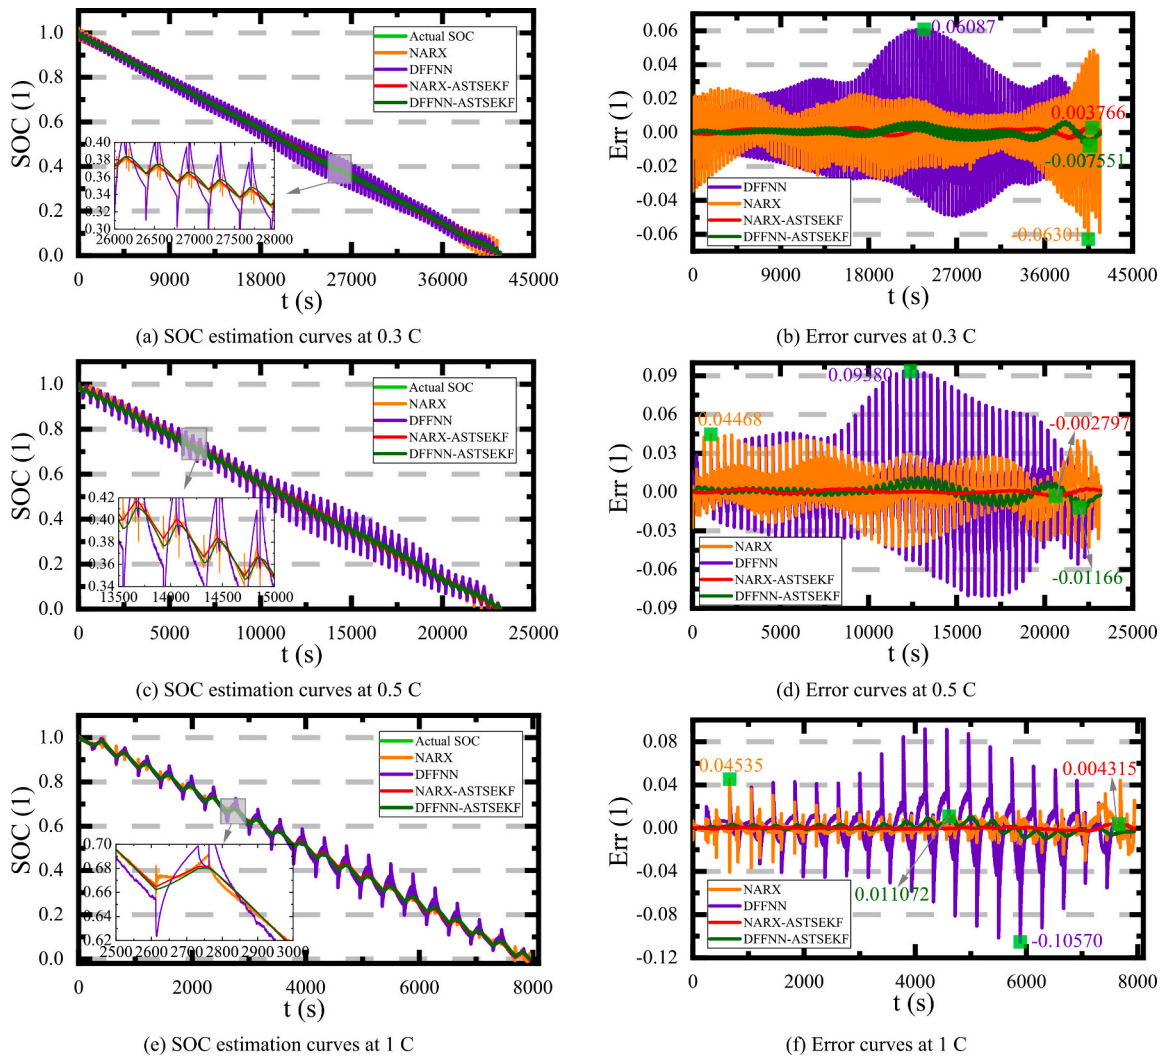 SOC (1)
1.0
0.8
0.6
0.4
0.2
0.0
Actual SOC
NARX
DFFNN
NARX-ASTSEKF
DFFNN-ASTSEKF
0.40
0.38
0.36
0.34
0.32
0.30
26000 26500 27000 27500 28000
0 9000 18000 27000 36000 45000
t (s)
(a) SOC estimation curves at 0.3 C
Err (1)
0.06
0.04
0.02
0.00
-0.02
-0.04
-0.06
0.06087
0.003766
-0.007551
-0.06301
DFFNN
NARX
NARX-ASTSEKF
DFFNN-ASTSEKF
0 9000 18000 27000 36000 45000
t (s)
(b) Error curves at 0.3 C
SOC (1)
1.0
0.8
0.6
0.4
0.2
0.0
Actual SOC
NARX
DFFNN
NARX-ASTSEKF
DFFNN-ASTSEKF
0.42
0.40
0.38
0.36
0.34
13500 14000 14500 15000
0 5000 10000 15000 20000 25000
t (s)
(c) SOC estimation curves at 0.5 C
Err (1)
0.09
0.06
0.03
0.00
-0.03
-0.06
-0.09
0.09380
0.04468
-0.002797
-0.01166
NARX
DFFNN
NARX-ASTSEKF
DFFNN-ASTSEKF
0 5000 10000 15000 20000 25000
t (s)
(d) Error curves at 0.5 C
SOC (1)
1.0
0.8
0.6
0.4
0.2
0.0
Actual SOC
NARX
DFFNN
NARX-ASTSEKF
DFFNN-ASTSEKF
0.70
0.68
0.66
0.64
0.62
2500 2600 2700 2800 2900 3000
0 2000 4000 6000 8000
t (s)
(e) SOC estimation curves at 1 C
Err (1)
0.08
0.04
0.00
-0.04
-0.08
-0.12
0.04535
0.004315
0.011072
-0.10570
NARX
DFFNN
NARX-ASTSEKF
DFFNN-ASTSEKF
0 2000 4000 6000 8000
t (s)
(f) Error curves at 1 C